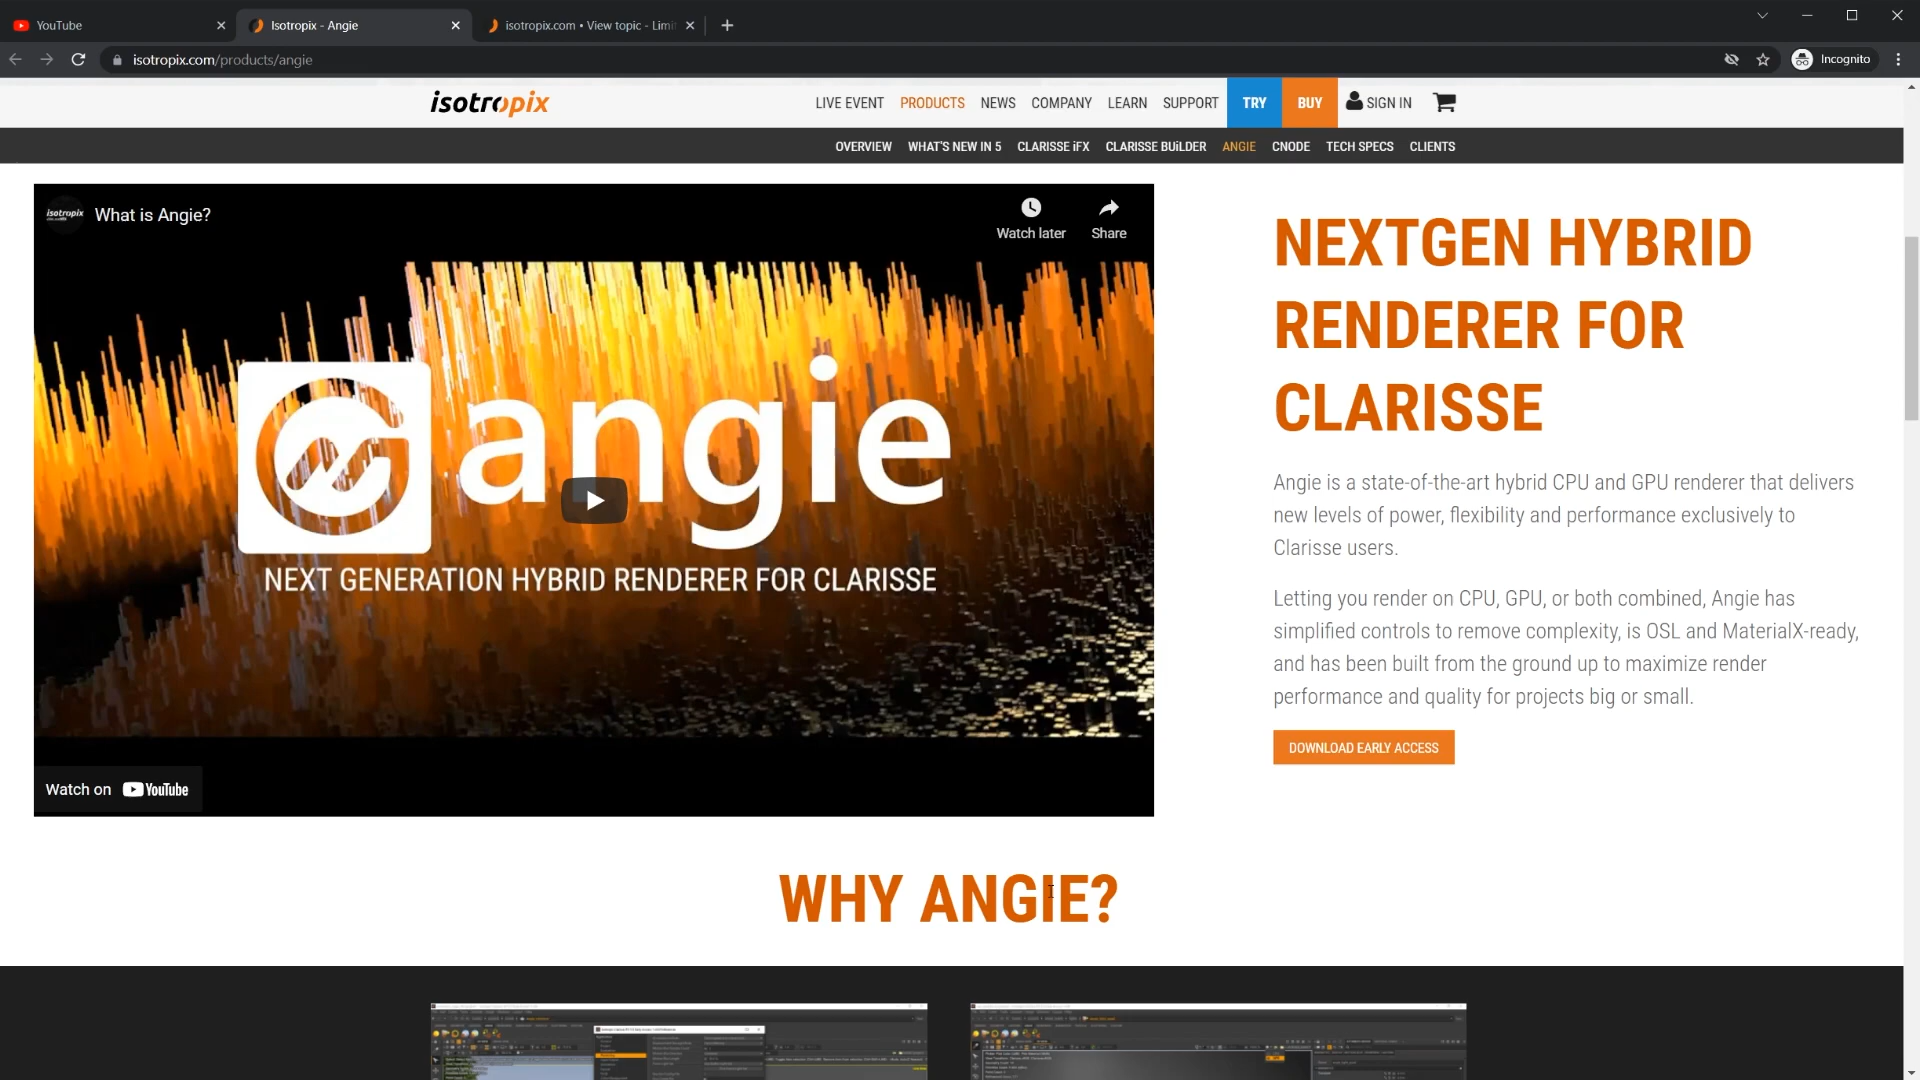 YouTube
Isotropix - Angie
isotropix.com • View topic - Limi
isotropix.com/products/angie
Incognito
isotropix
LIVE EVENT PRODUCTS NEWS COMPANY LEARN SUPPORT TRY BUY SIGN IN
OVERVIEW WHAT'S NEW IN 5 CLARISSE iFX CLARISSE BUiLDER ANGIE CNODE TECH SPECS CLIENTS
isotropix What is Angie?
Watch later Share
angie
NEXT GENERATION HYBRID RENDERER FOR CLARISSE
Watch on YouTube
NEXTGEN HYBRID
RENDERER FOR
CLARISSE
Angie is a state-of-the-art hybrid CPU and GPU renderer that delivers
new levels of power, flexibility and performance exclusively to
Clarisse users.
Letting you render on CPU, GPU, or both combined, Angie has
simplified controls to remove complexity, is OSL and MaterialX-ready,
and has been built from the ground up to maximize render
performance and quality for projects big or small.
DOWNLOAD EARLY ACCESS
WHY ANGIE?